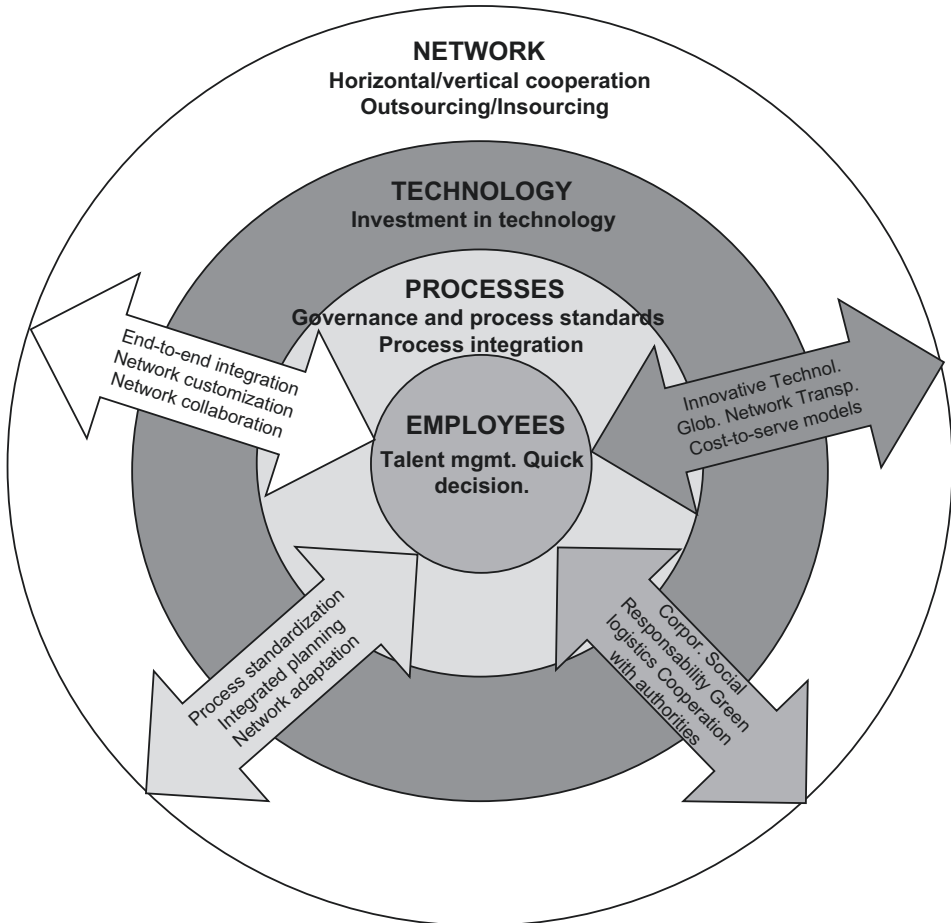 NETWORK
Horizontal/vertical cooperation
Outsourcing/Insourcing
TECHNOLOGY
Investment in technology
PROCESSES
Governance and process standards
Process integration
EMPLOYEES
Talent mgmt. Quick
decision.
End-to-end integration
Network customization
Network collaboration
Innovative Technol.
Glob. Network Transp.
Cost-to-serve models
Process standardization
Integrated planning
Network adaptation
Corpor. Social
Responsability Green
logistics Cooperation
with authorities